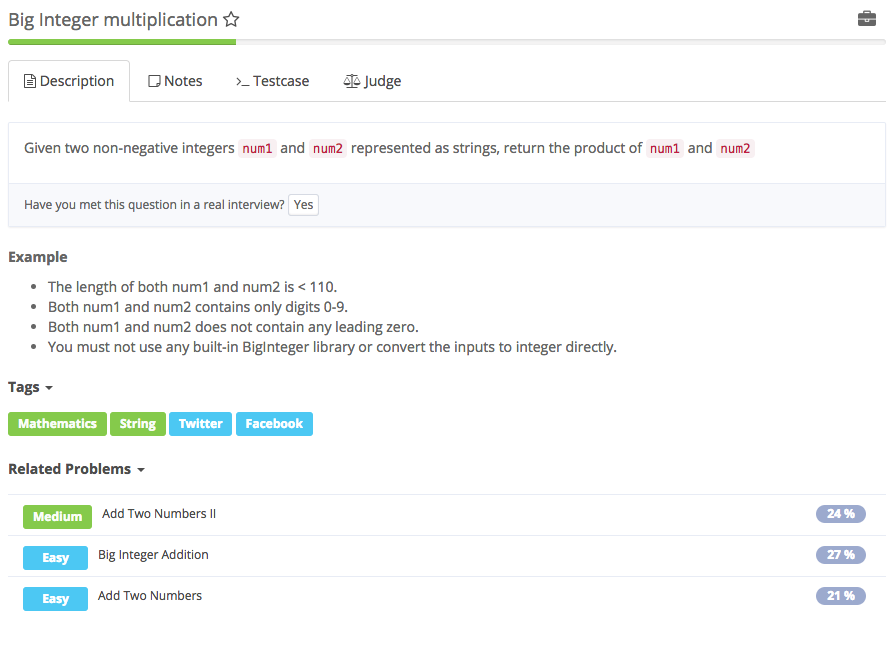 Big Integer multiplication
Description Notes >_ Testcase Judge
Given two non-negative integers num1 and num2 represented as strings, return the product of num1 and num2
Have you met this question in a real interview? Yes
Example
• The length of both num1 and num2 is < 110.
• Both num1 and num2 contains only digits 0-9.
• Both num1 and num2 does not contain any leading zero.
• You must not use any built-in BigInteger library or convert the inputs to integer directly.
Tags
Mathematics String Twitter Facebook
Related Problems
Medium Add Two Numbers II 24 %
Easy Big Integer Addition 27 %
Easy Add Two Numbers 21 %